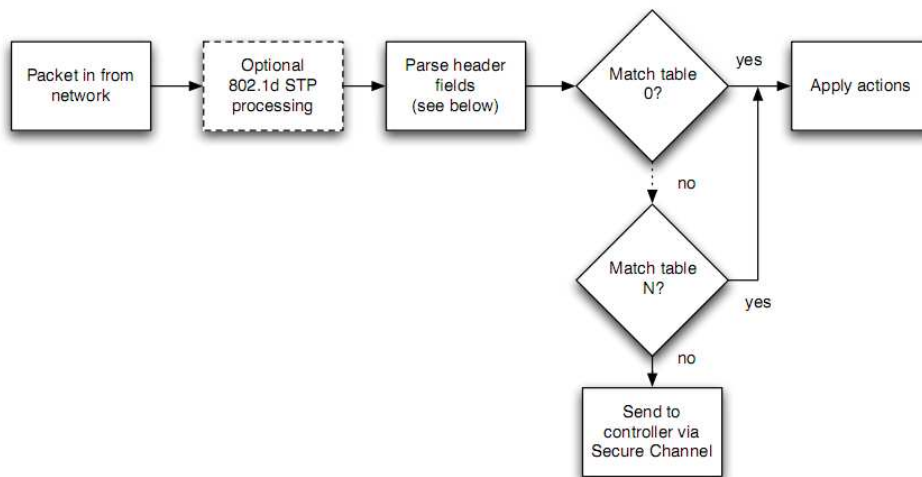 Packet in from
network
Optional
802.1d STP
processing
Parse header
fields
(see below)
Match table
0?
yes
Apply actions
no
Match table
N?
yes
no
Send to
controller via
Secure Channel